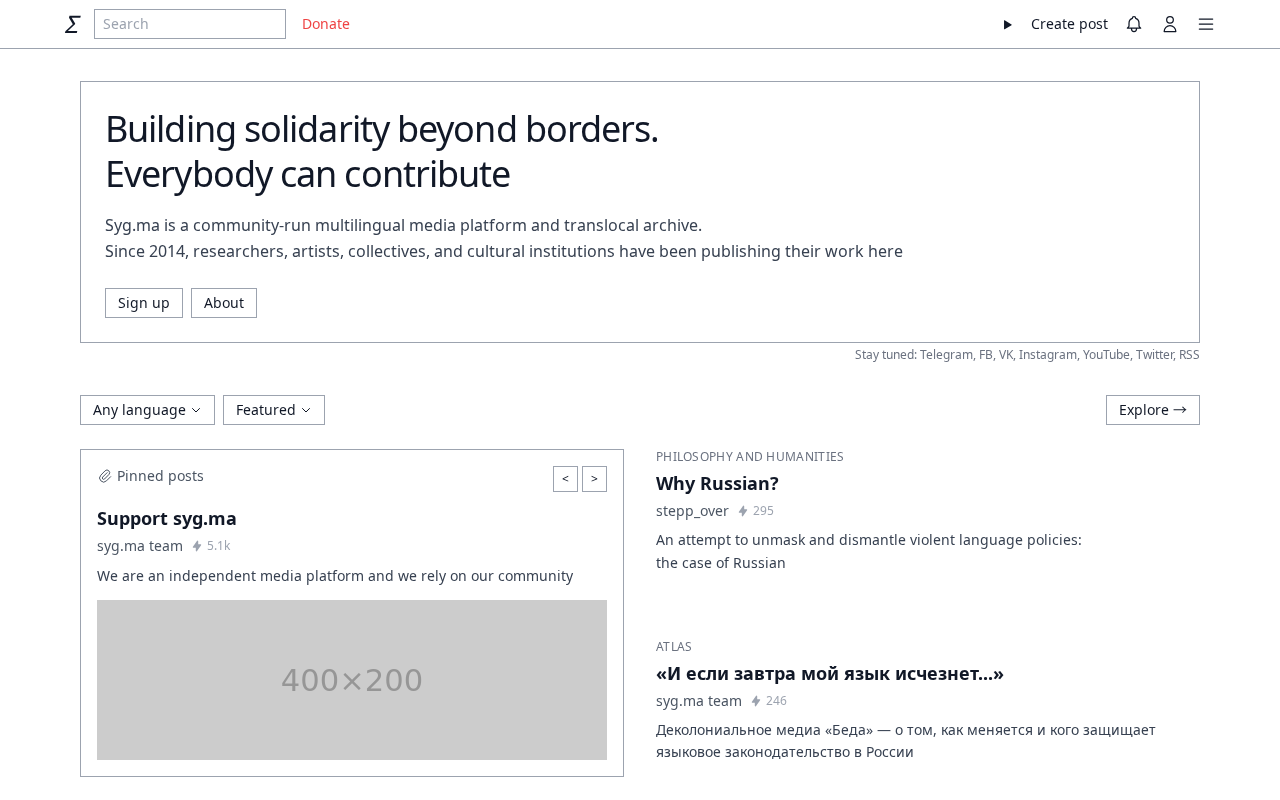 Σ
Search
Donate
Create post
Building solidarity beyond borders.
Everybody can contribute
Syg.ma is a community-run multilingual media platform and translocal archive.
Since 2014, researchers, artists, collectives, and cultural institutions have been publishing their work here
Sign up
About
Stay tuned: Telegram, FB, VK, Instagram, YouTube, Twitter, RSS
Any language
Featured
Explore →
Pinned posts
<
>
Support syg.ma
syg.ma team 5.1k
We are an independent media platform and we rely on our community
400×200
PHILOSOPHY AND HUMANITIES
Why Russian?
stepp_over 295
An attempt to unmask and dismantle violent language policies:
the case of Russian
ATLAS
«И если завтра мой язык исчезнет...»
syg.ma team 246
Деколониальное медиа «Беда» — о том, как меняется и кого защищает
языковое законодательство в России